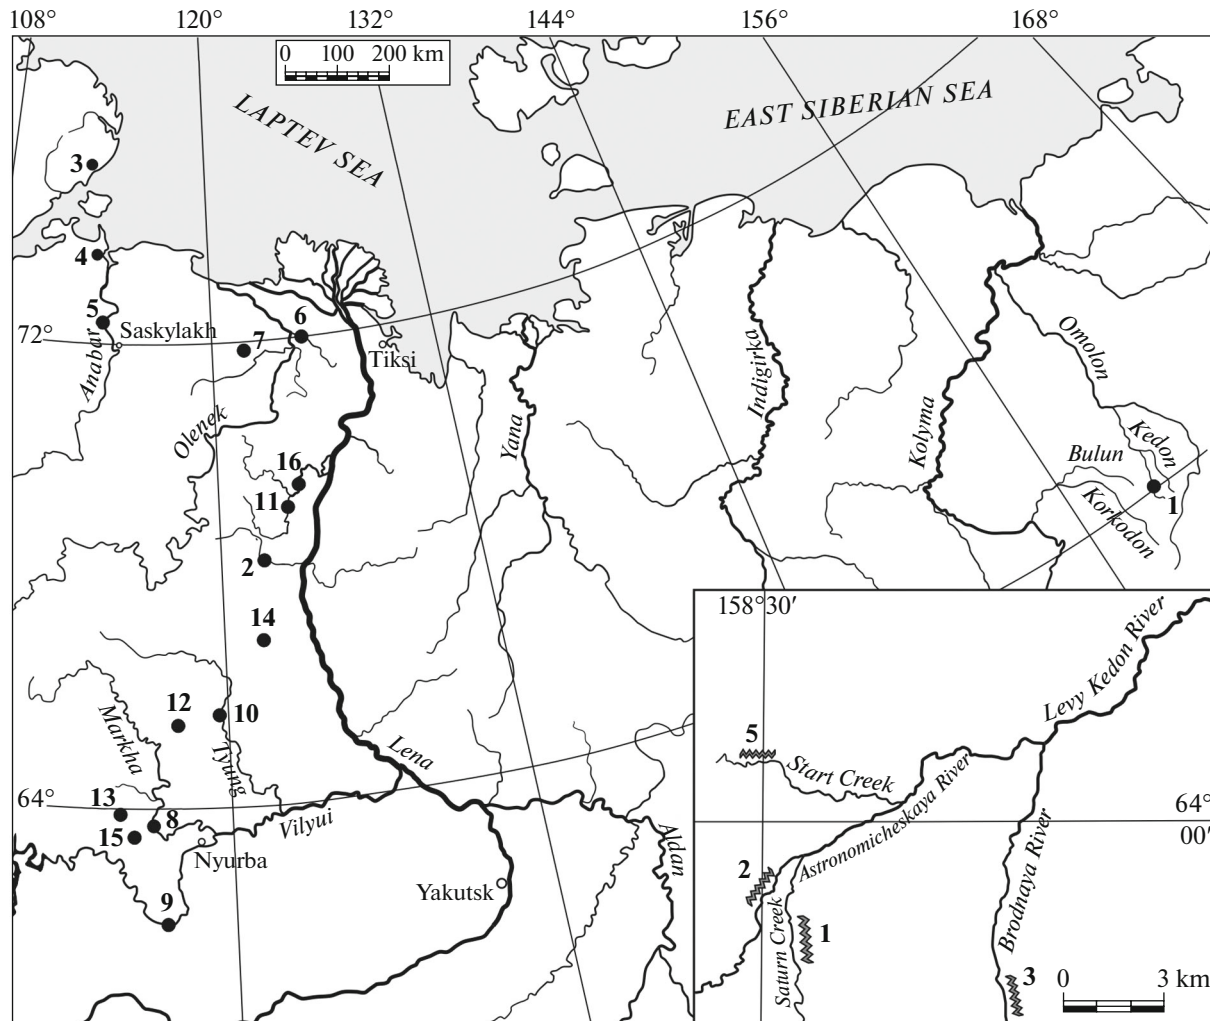 108° 120° 132° 144° 156° 168°
0 100 200 km
LAPTEV SEA
EAST SIBERIAN SEA
3
4
5
72°
Saskylakh
Anabar
7
6
Tiksi
Olenek
Yana
Indigirka
Kolyma
Omolon
Kedon
Bulun
Korkodon
1
16
11
2
14
12
10
Markha
Tyung
Lena
64°
13
8
15
Vilyui
Nyurba
9
Yakutsk
Aldan
158°30′
Levy Kedon River
5
Start Creek
Astronomicheskaya River
64°
00′
2
Saturn Creek
1
Brodnaya River
3
0 3 km